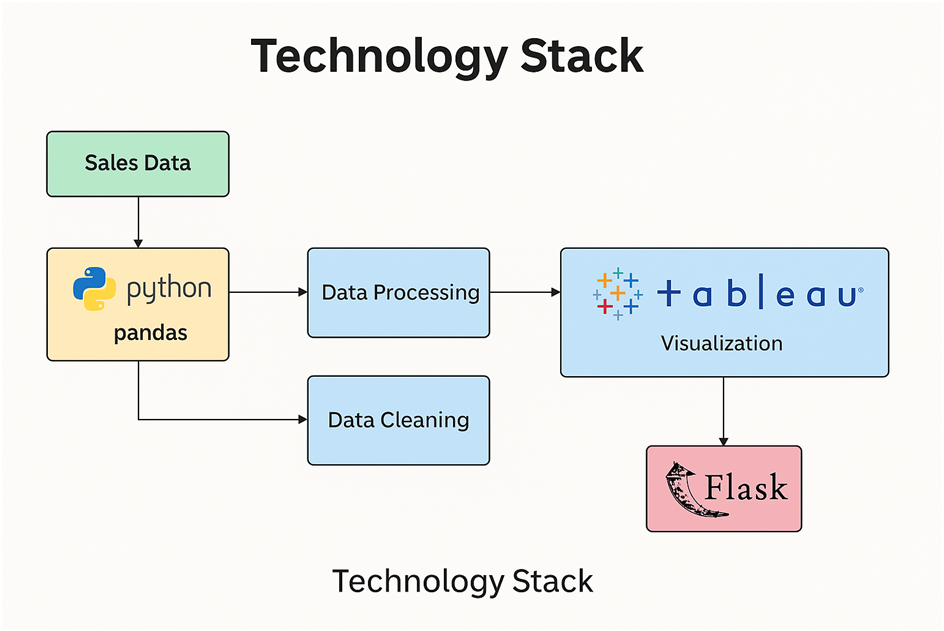 Technology Stack
Sales Data
python
pandas
Data Processing
tableau®
Visualization
Data Cleaning
Flask
Technology Stack